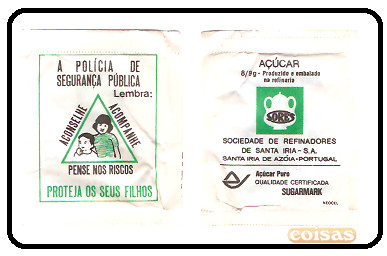 A POLÍCIA DE
SEGURANÇA PÚBLICA
Lembra:
ACONSELHE
ACOMPANHE
PENSE NOS RISCOS
PROTEJA OS SEUS FILHOS
AÇÚCAR
8/9g - Produzido e embalado
na refinaria
SORES
SOCIEDADE DE REFINADORES
DE SANTA IRIA - S.A.
SANTA IRIA DE AZÓIA-PORTUGAL
Açúcar Puro
QUALIDADE CERTIFICADA
SUGARMARK
NEOCEL
coisas